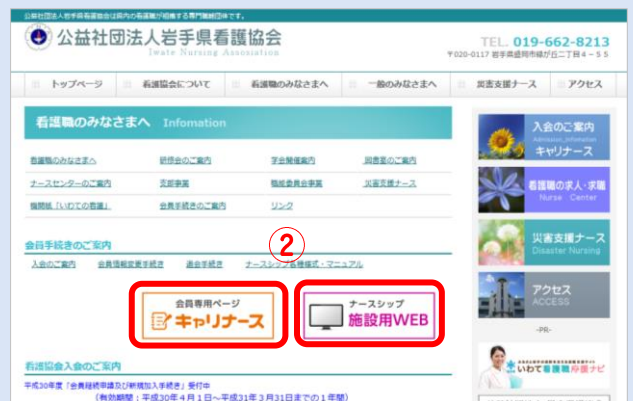 公益社団法人岩手県看護協会は県内の看護職が組織する専門職能団体です。
公益社団法人岩手県看護協会
Iwate Nursing Association
TEL. 019-662-8213
〒020-0117 岩手県盛岡市緑が丘二丁目4-55
トップページ
看護協会について
看護職のみなさまへ
一般のみなさまへ
災害支援ナース
アクセス
看護職のみなさまへ Infomation
看護職のみなさまへ
研修会のご案内
学会開催案内
図書室のご案内
ナースセンターのご案内
支部事業
職能委員会事業
災害支援ナース
機関紙「いわての看護」
会員手続きのご案内
リンク
会員手続きのご案内
②
入会のご案内
会員情報変更手続き
退会手続き
ナースシップ各種様式・マニュアル
会員専用ページ
キャリナース
ナースシップ
施設用WEB
看護協会入会のご案内
平成30年度「会員継続申請及び新規加入手続き」受付中
(有効期間:平成30年4月1日~平成31年3月31日までの1年間)
入会のご案内
Admission_infomation
キャリナース
看護職の求人・求職
Nurse Center
災害支援ナース
Disaster Nursing
アクセス
ACCESS
-PR-
いわて看護職応援ナビ